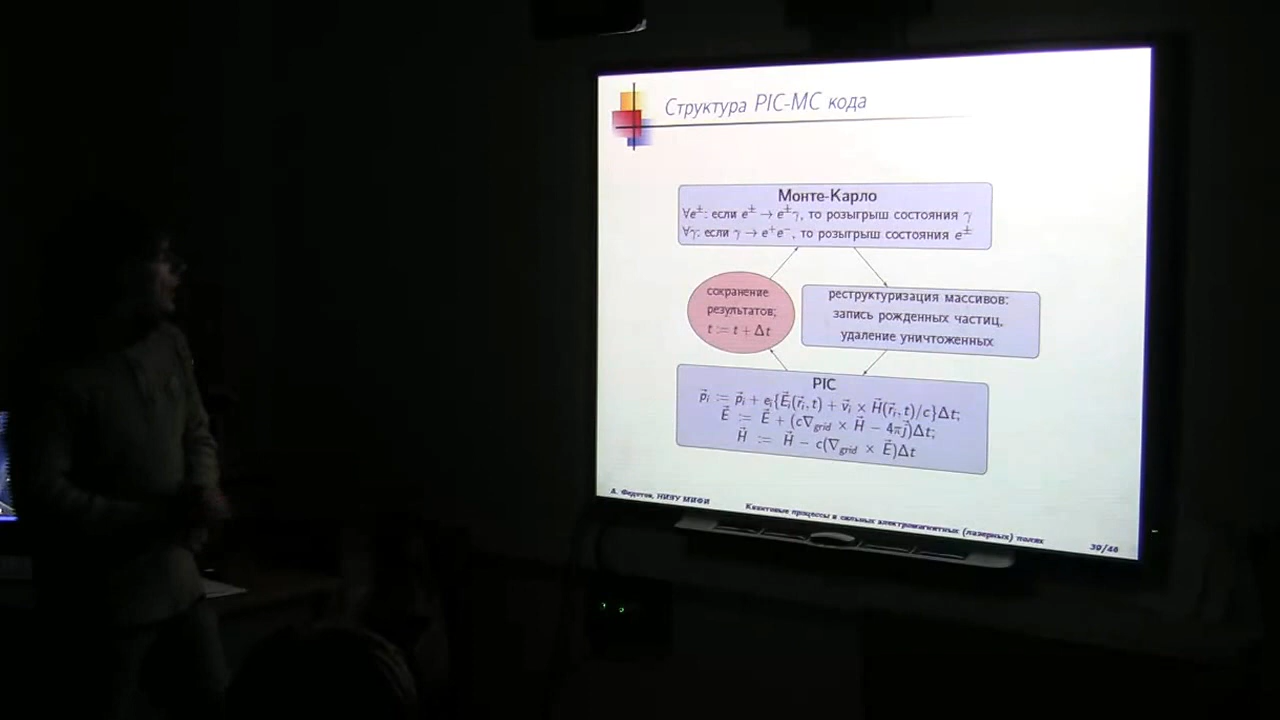 Структура PIC-MC кода
Монте-Карло
∀e±: если e± → e±γ, то розыгрыш состояния γ
∀γ: если γ → e⁺e⁻, то розыгрыш состояния e±
сохранение
результатов;
t := t + Δt
реструктуризация массивов:
запись рожденных частиц,
удаление уничтоженных
PIC
p⃗ᵢ := p⃗ᵢ + eᵢ{E⃗ᵢ(r⃗ᵢ, t) + v⃗ᵢ × H⃗(r⃗ᵢ, t)/c}Δt;
E⃗ := E⃗ + (c∇grid × H⃗ − 4πj⃗)Δt;
H⃗ := H⃗ − c(∇grid × E⃗)Δt
А. Федотов, НИЯУ МИФИ
Квантовые процессы в сильных электромагнитных (лазерных) полях
39/46